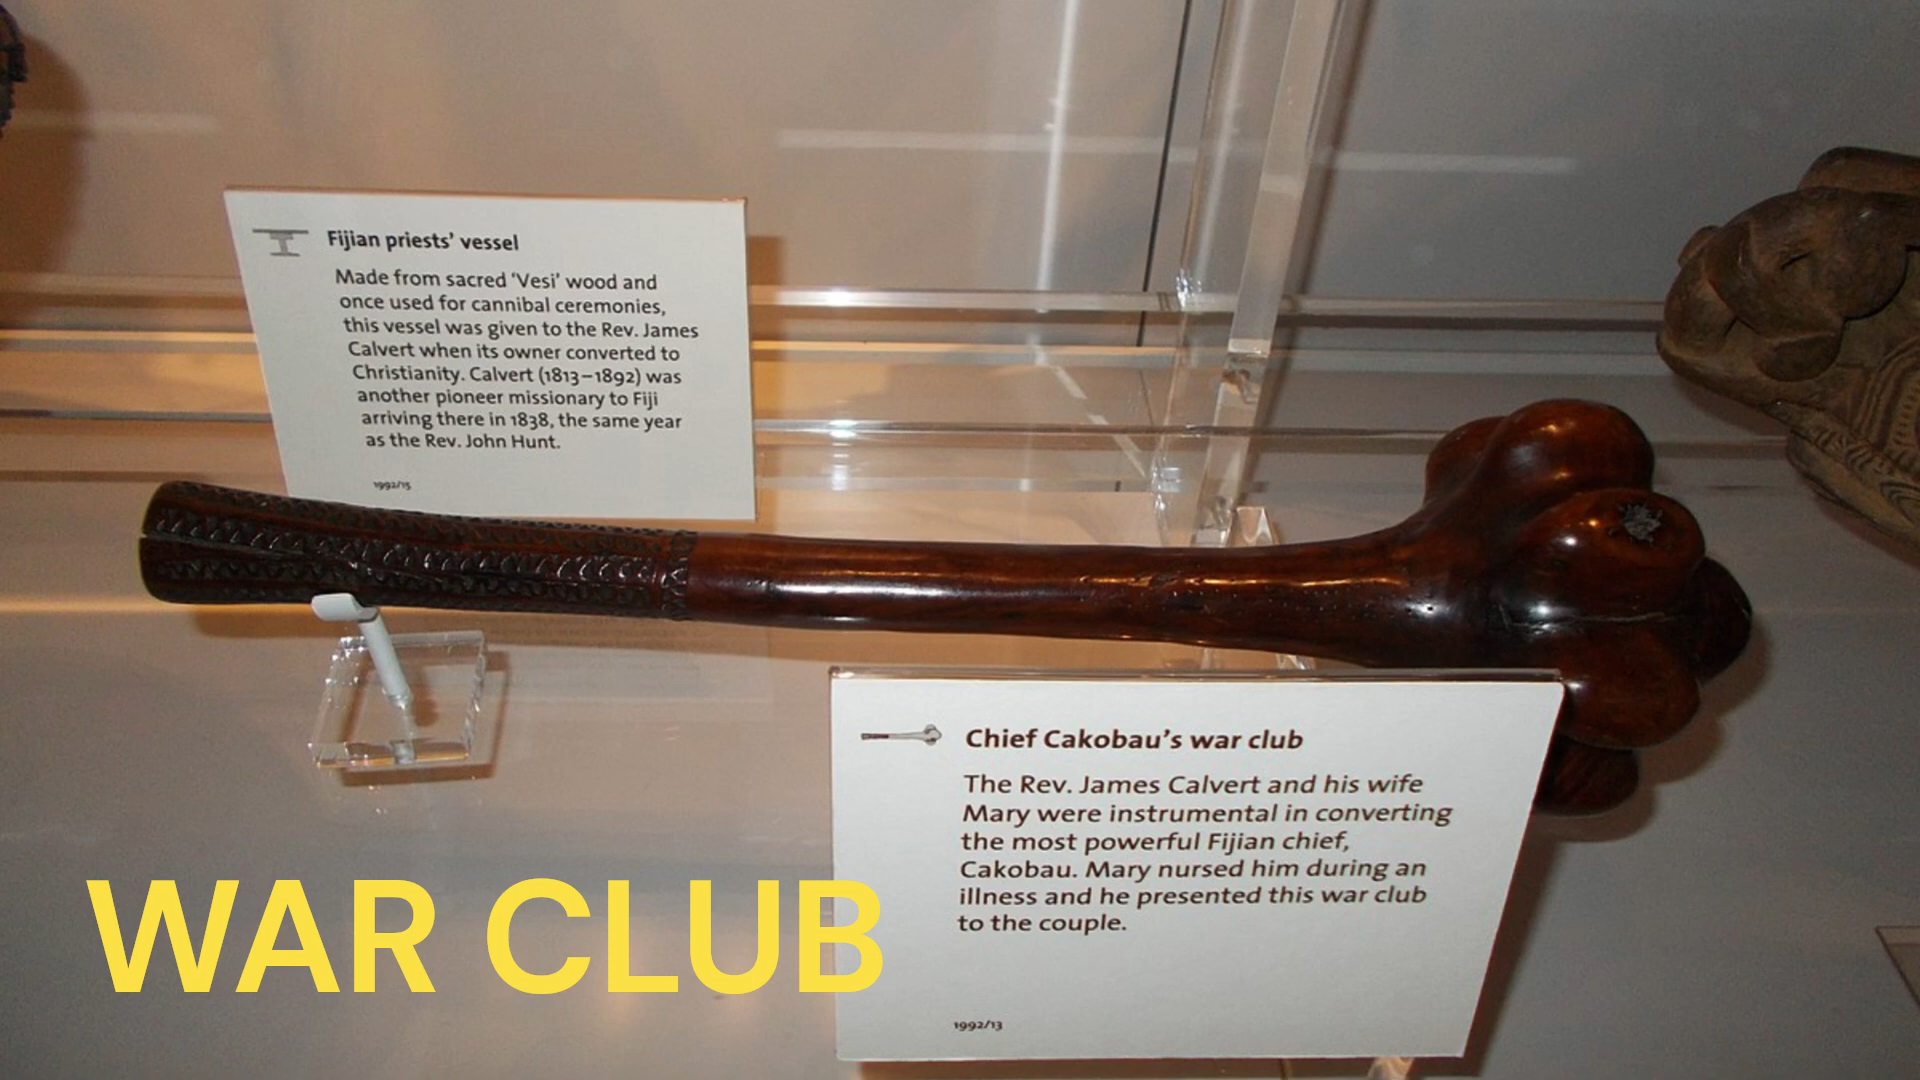 Fijian priests' vessel
Made from sacred 'Vesi' wood and
once used for cannibal ceremonies,
this vessel was given to the Rev. James
Calvert when its owner converted to
Christianity. Calvert (1813–1892) was
another pioneer missionary to Fiji
arriving there in 1838, the same year
as the Rev. John Hunt.
1992/15
Chief Cakobau's war club
The Rev. James Calvert and his wife
Mary were instrumental in converting
the most powerful Fijian chief,
Cakobau. Mary nursed him during an
illness and he presented this war club
to the couple.
1992/13
WAR CLUB